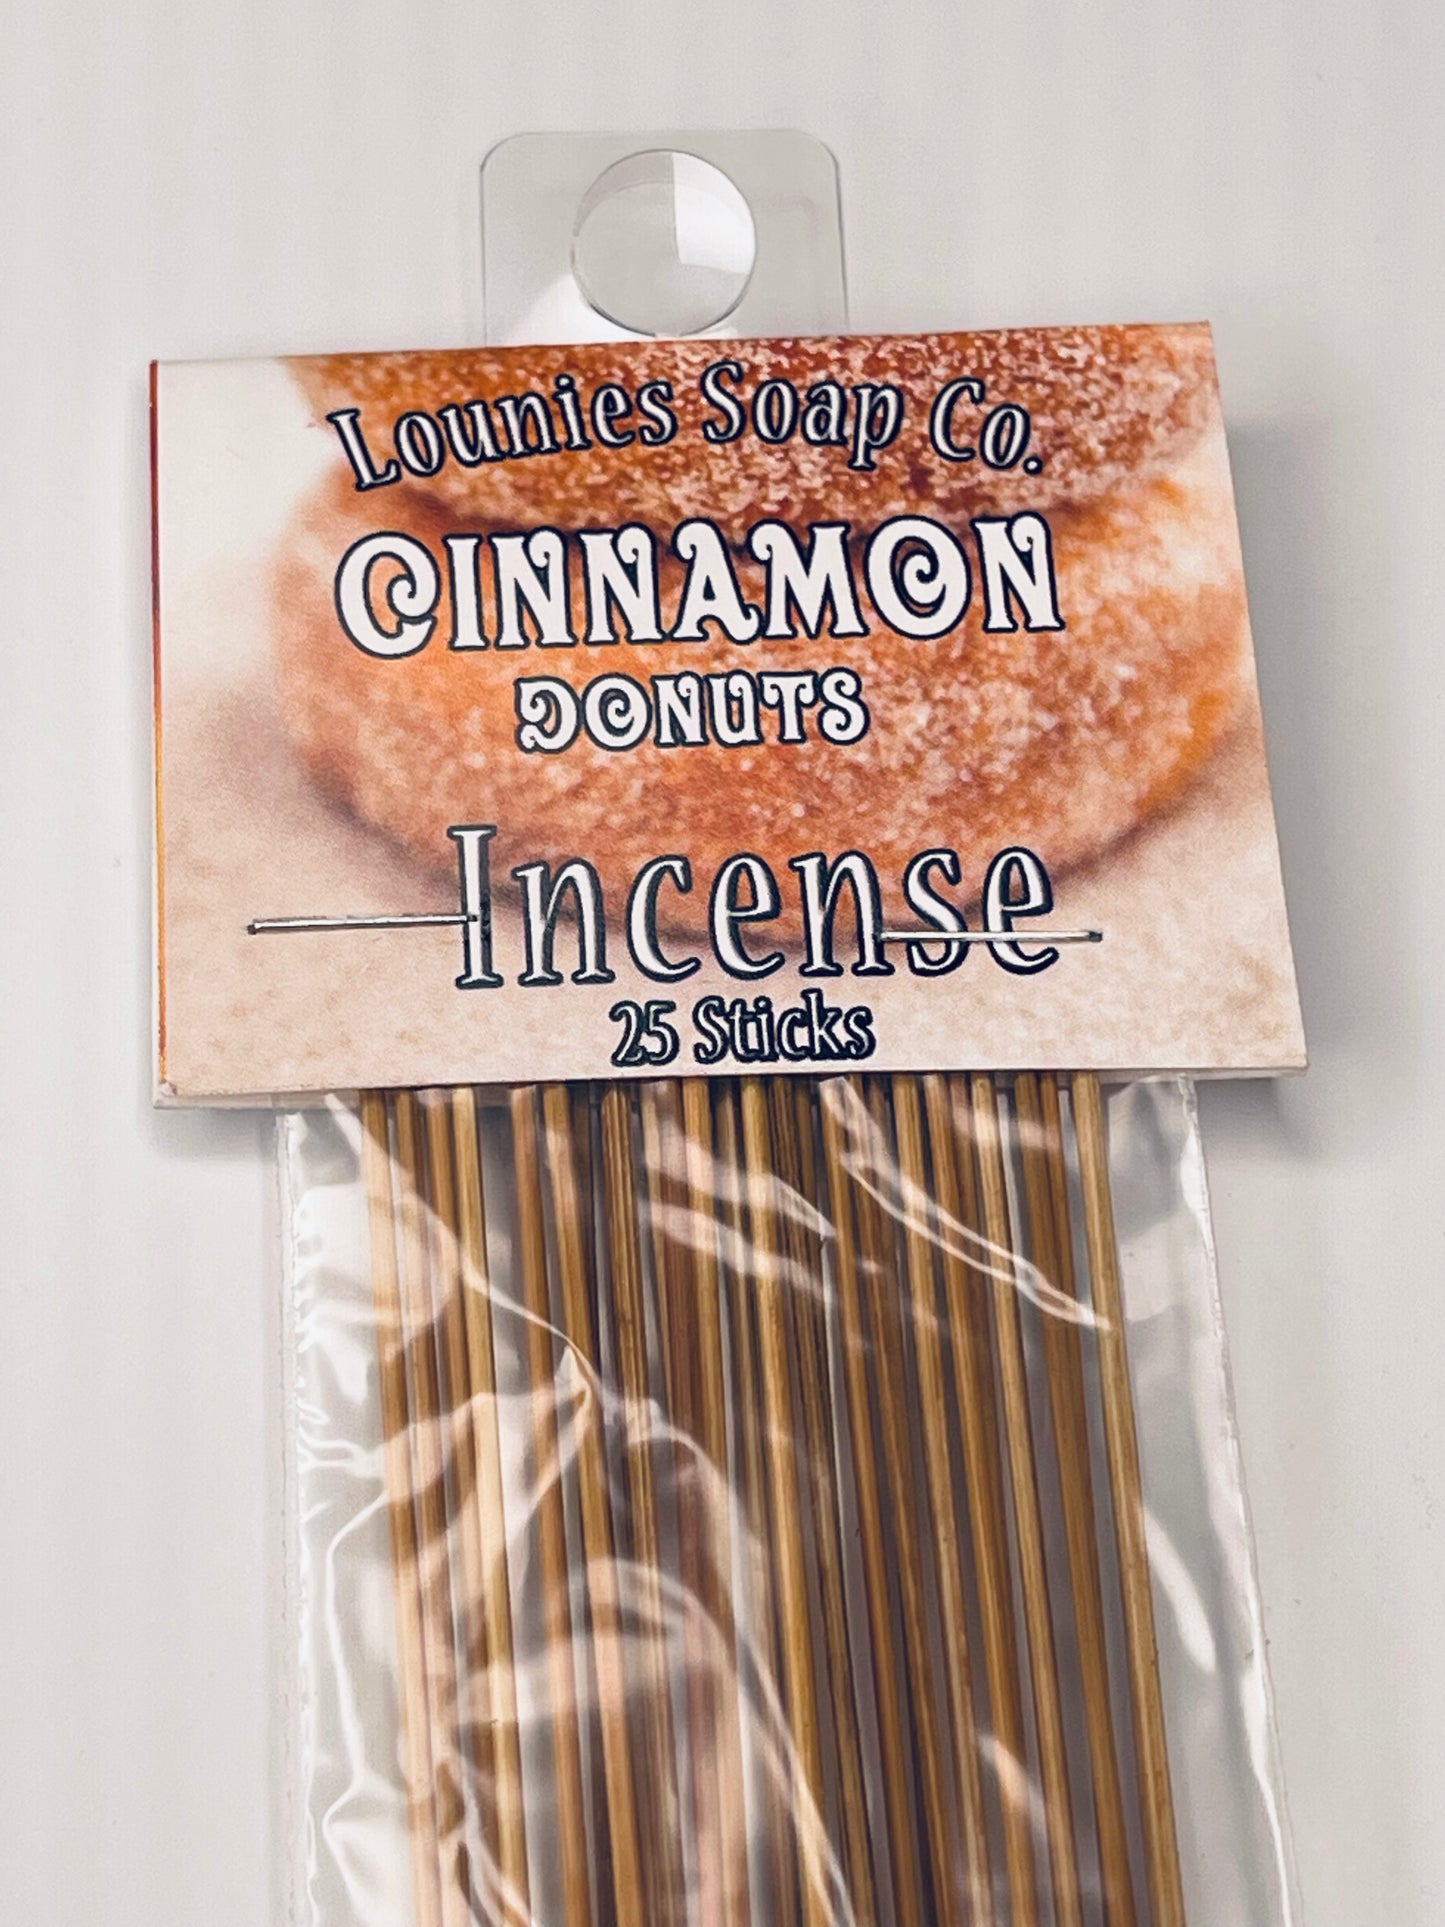 Lounies Soap Co.
CINNAMON
DONUTS
Incense
25 Sticks